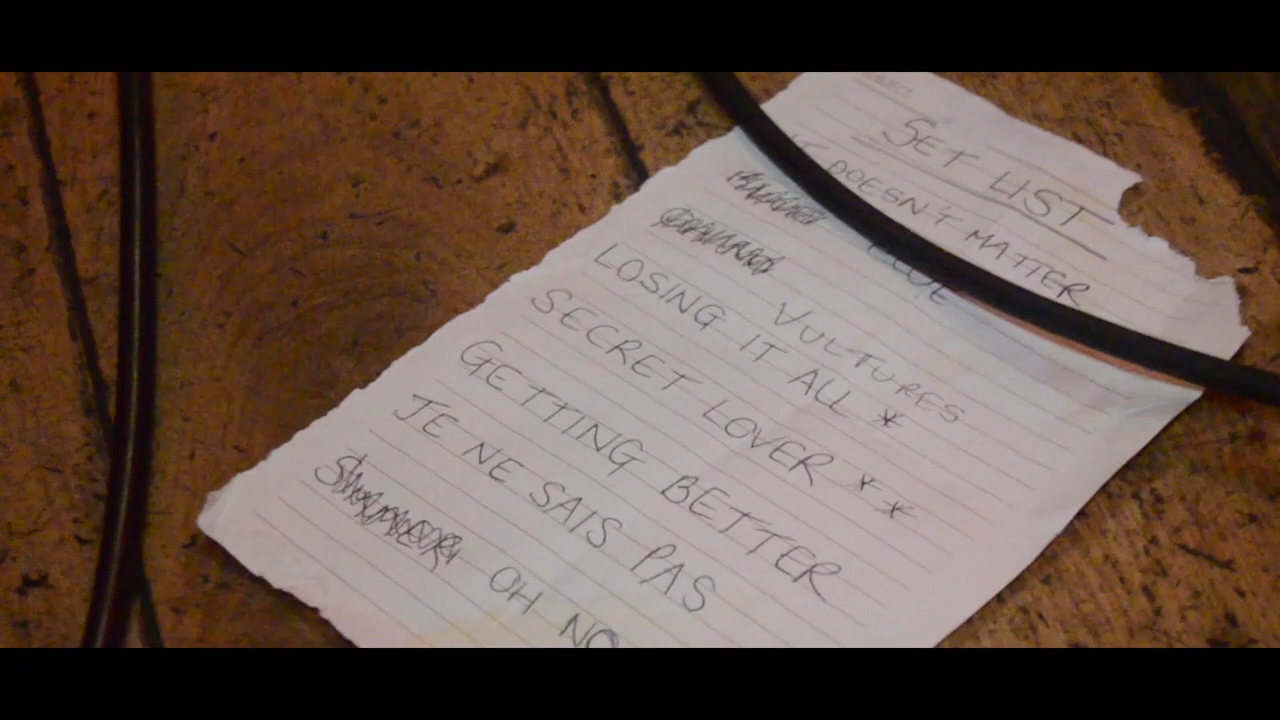 SET LIST
DOESN'T MATTER
VULTURES
LOSING IT ALL *
SECRET LOVER **
GETTING BETTER
JE NE SAIS PAS
OH NO